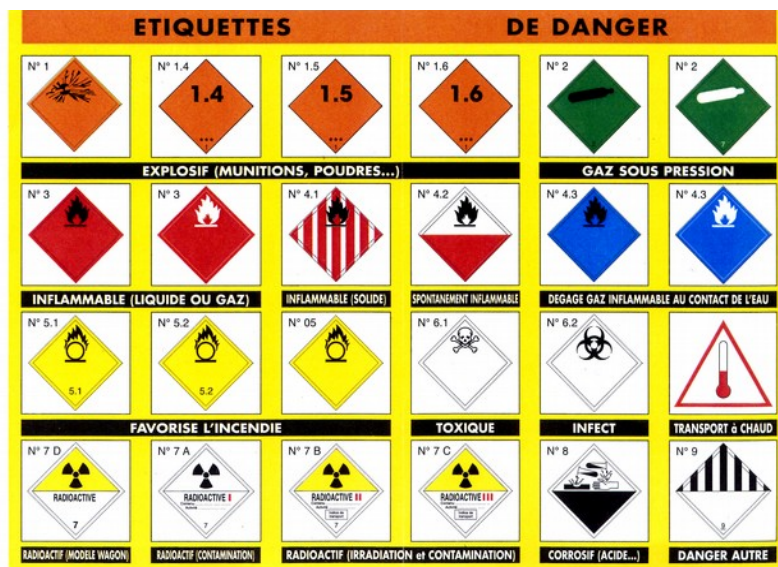 ETIQUETTES DE DANGER
N° 1 N° 1.4 N° 1.5 N° 1.6 N° 2 N° 2
1.4 1.5 1.6
7
EXPLOSIF (MUNITIONS, POUDRES...) GAZ SOUS PRESSION
N° 3 N° 3 N° 4.1 N° 4.2 N° 4.3 N° 4.3
INFLAMMABLE (LIQUIDE OU GAZ) INFLAMMABLE (SOLIDE) SPONTANEMENT INFLAMMABLE DEGAGE GAZ INFLAMMABLE AU CONTACT DE L'EAU
N° 5.1 N° 5.2 N° 05 N° 6.1 N° 6.2
5.1 5.2
FAVORISE L'INCENDIE TOXIQUE INFECT TRANSPORT à CHAUD
N° 7 D N° 7 A N° 7 B N° 7 C N° 8 N° 9
RADIOACTIVE RADIOACTIVE I RADIOACTIVE II RADIOACTIVE III
7 7 7 7 9
RADIOACTIF (MODELE WAGON) RADIOACTIF (CONTAMINATION) RADIOACTIF (IRRADIATION et CONTAMINATION) CORROSIF (ACIDE...) DANGER AUTRE